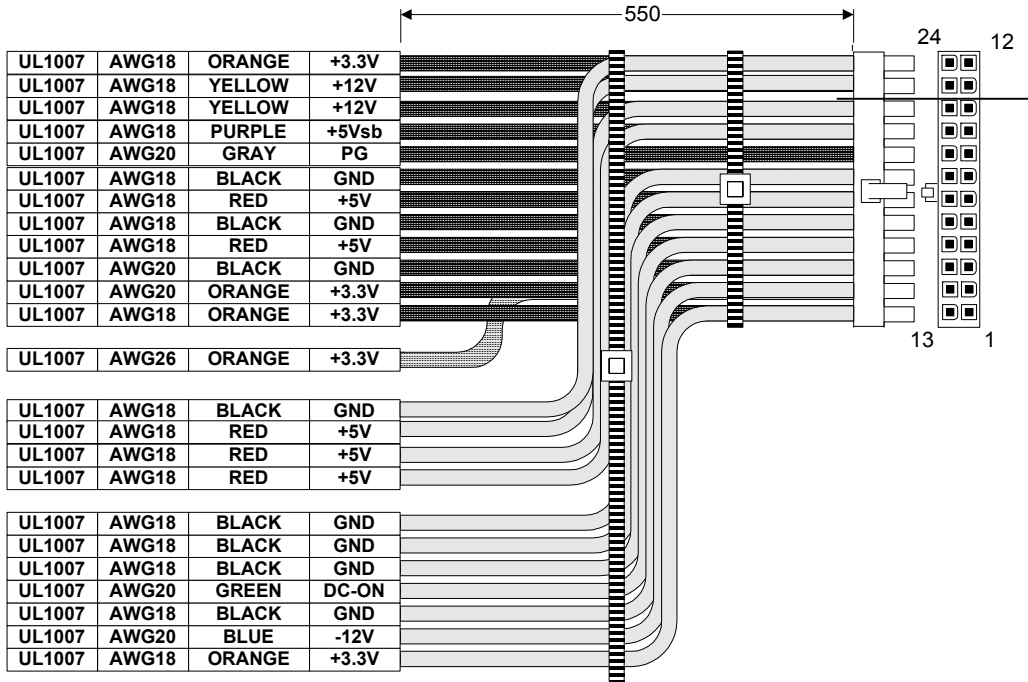 550
24 12
UL1007 AWG18 ORANGE +3.3V
UL1007 AWG18 YELLOW +12V
UL1007 AWG18 YELLOW +12V
UL1007 AWG18 PURPLE +5Vsb
UL1007 AWG20 GRAY PG
UL1007 AWG18 BLACK GND
UL1007 AWG18 RED +5V
UL1007 AWG18 BLACK GND
UL1007 AWG18 RED +5V
UL1007 AWG20 BLACK GND
UL1007 AWG20 ORANGE +3.3V
UL1007 AWG18 ORANGE +3.3V
13 1
UL1007 AWG26 ORANGE +3.3V
UL1007 AWG18 BLACK GND
UL1007 AWG18 RED +5V
UL1007 AWG18 RED +5V
UL1007 AWG18 RED +5V
UL1007 AWG18 BLACK GND
UL1007 AWG18 BLACK GND
UL1007 AWG18 BLACK GND
UL1007 AWG20 GREEN DC-ON
UL1007 AWG18 BLACK GND
UL1007 AWG20 BLUE -12V
UL1007 AWG18 ORANGE +3.3V